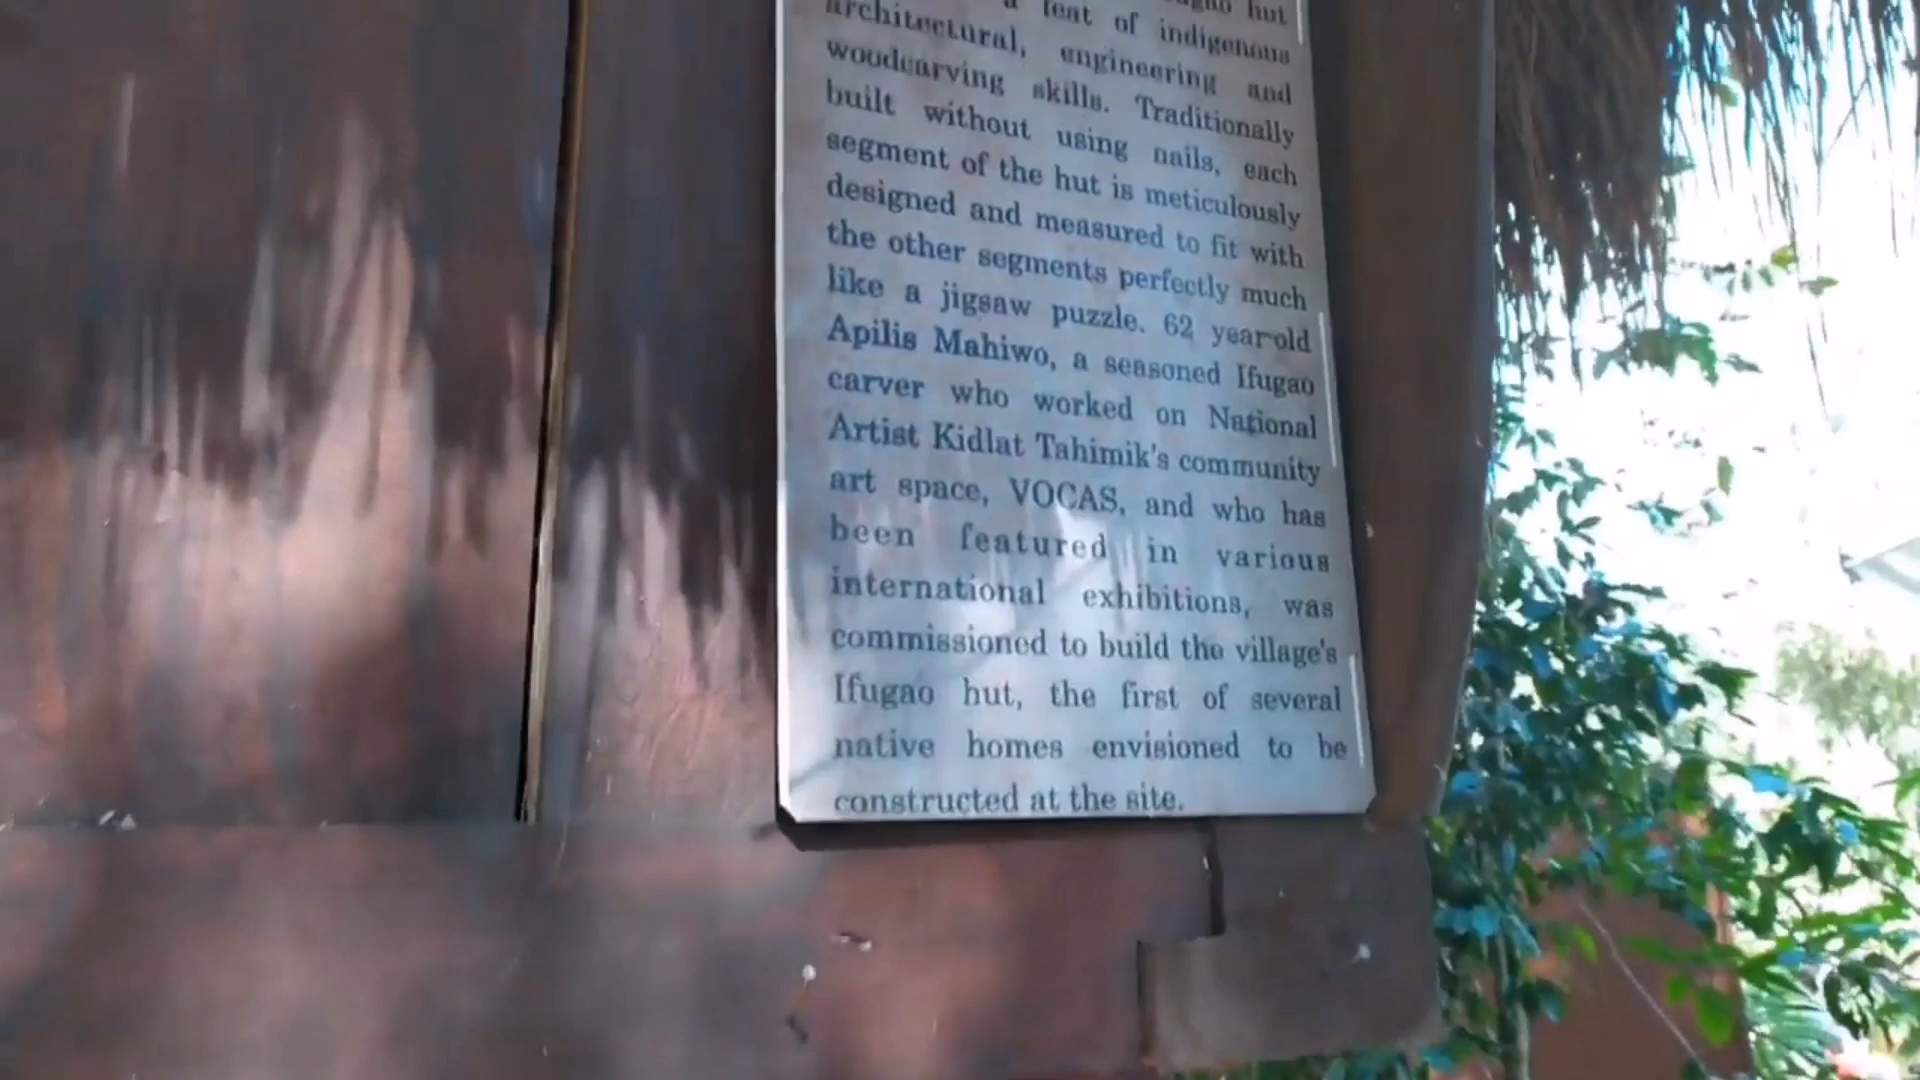 hut
a feat of indigenous
architectural, engineering and
woodcarving skills. Traditionally
built without using nails, each
segment of the hut is meticulously
designed and measured to fit with
the other segments perfectly much
like a jigsaw puzzle. 62 year old
Apilis Mahiwo, a seasoned Ifugao
carver who worked on National
Artist Kidlat Tahimik's community
art space, VOCAS, and who has
been featured in various
international exhibitions, was
commissioned to build the village's
Ifugao hut, the first of several
native homes envisioned to be
constructed at the site.